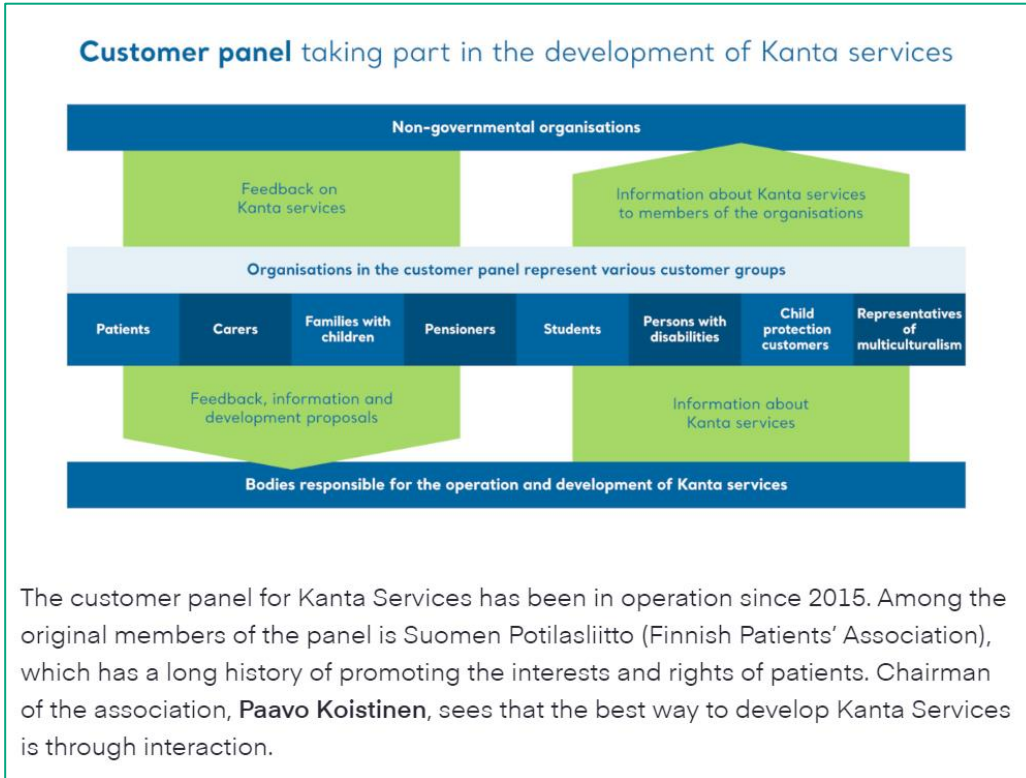 Customer panel taking part in the development of Kanta services
Non-governmental organisations
Feedback on
Kanta services
Information about Kanta services
to members of the organisations
Organisations in the customer panel represent various customer groups
Patients
Carers
Families with
children
Pensioners
Students
Persons with
disabilities
Child
protection
customers
Representatives
of
multiculturalism
Feedback, information and
development proposals
Information about
Kanta services
Bodies responsible for the operation and development of Kanta services
The customer panel for Kanta Services has been in operation since 2015. Among the
original members of the panel is Suomen Potilasliitto (Finnish Patients' Association),
which has a long history of promoting the interests and rights of patients. Chairman
of the association, Paavo Koistinen, sees that the best way to develop Kanta Services
is through interaction.